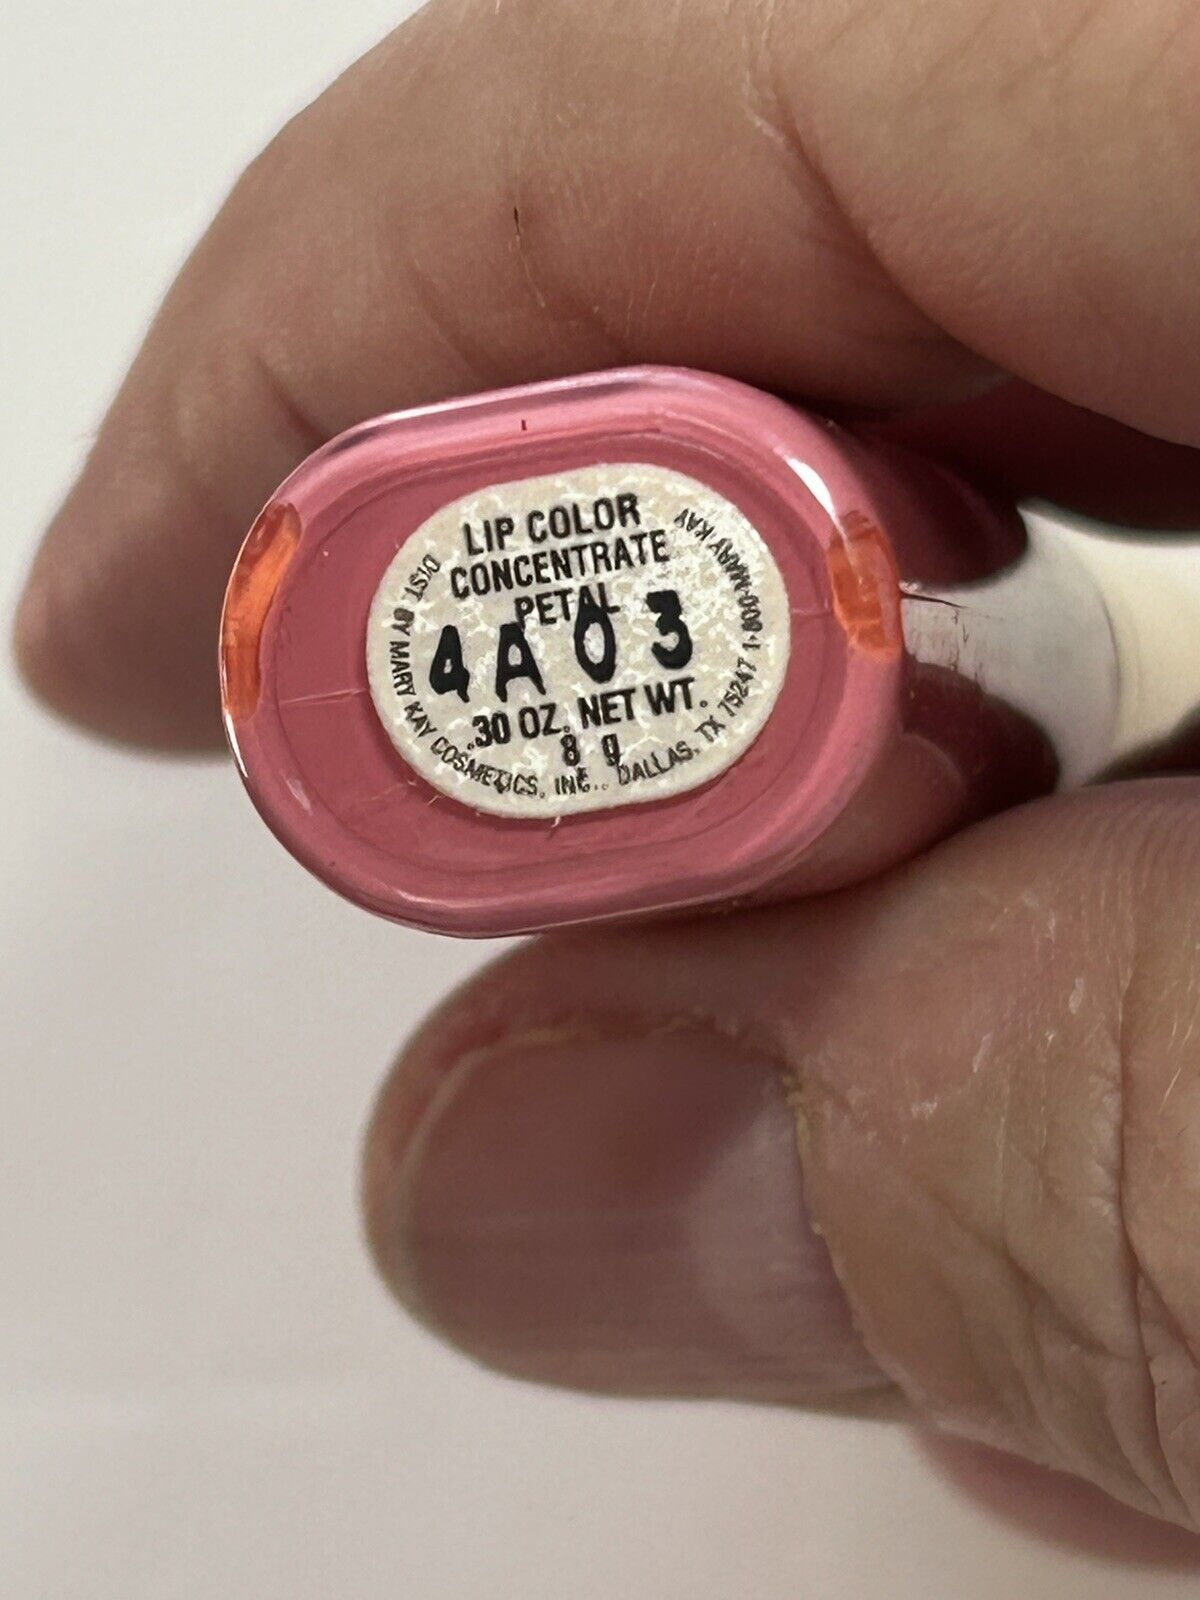 LIP COLOR
CONCENTRATE
PETAL
4A03
.30 OZ. NET WT.
8 g
DIST. BY MARY KAY COSMETICS, INC., DALLAS, TX 75247 1-800-MARY KAY